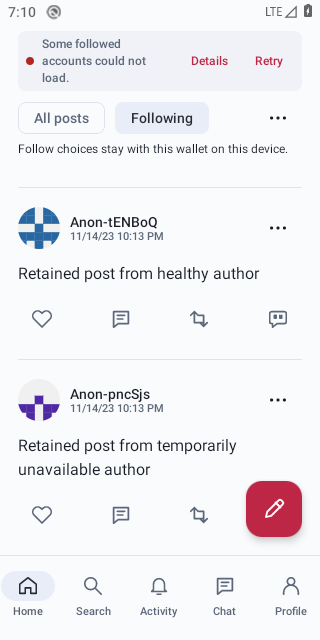 7:10
LTE
Some followed
accounts could not
load.
Details
Retry
All posts
Following
Follow choices stay with this wallet on this device.
Anon-tENBoQ
11/14/23 10:13 PM
Retained post from healthy author
Anon-pncSjs
11/14/23 10:13 PM
Retained post from temporarily
unavailable author
Home
Search
Activity
Chat
Profile